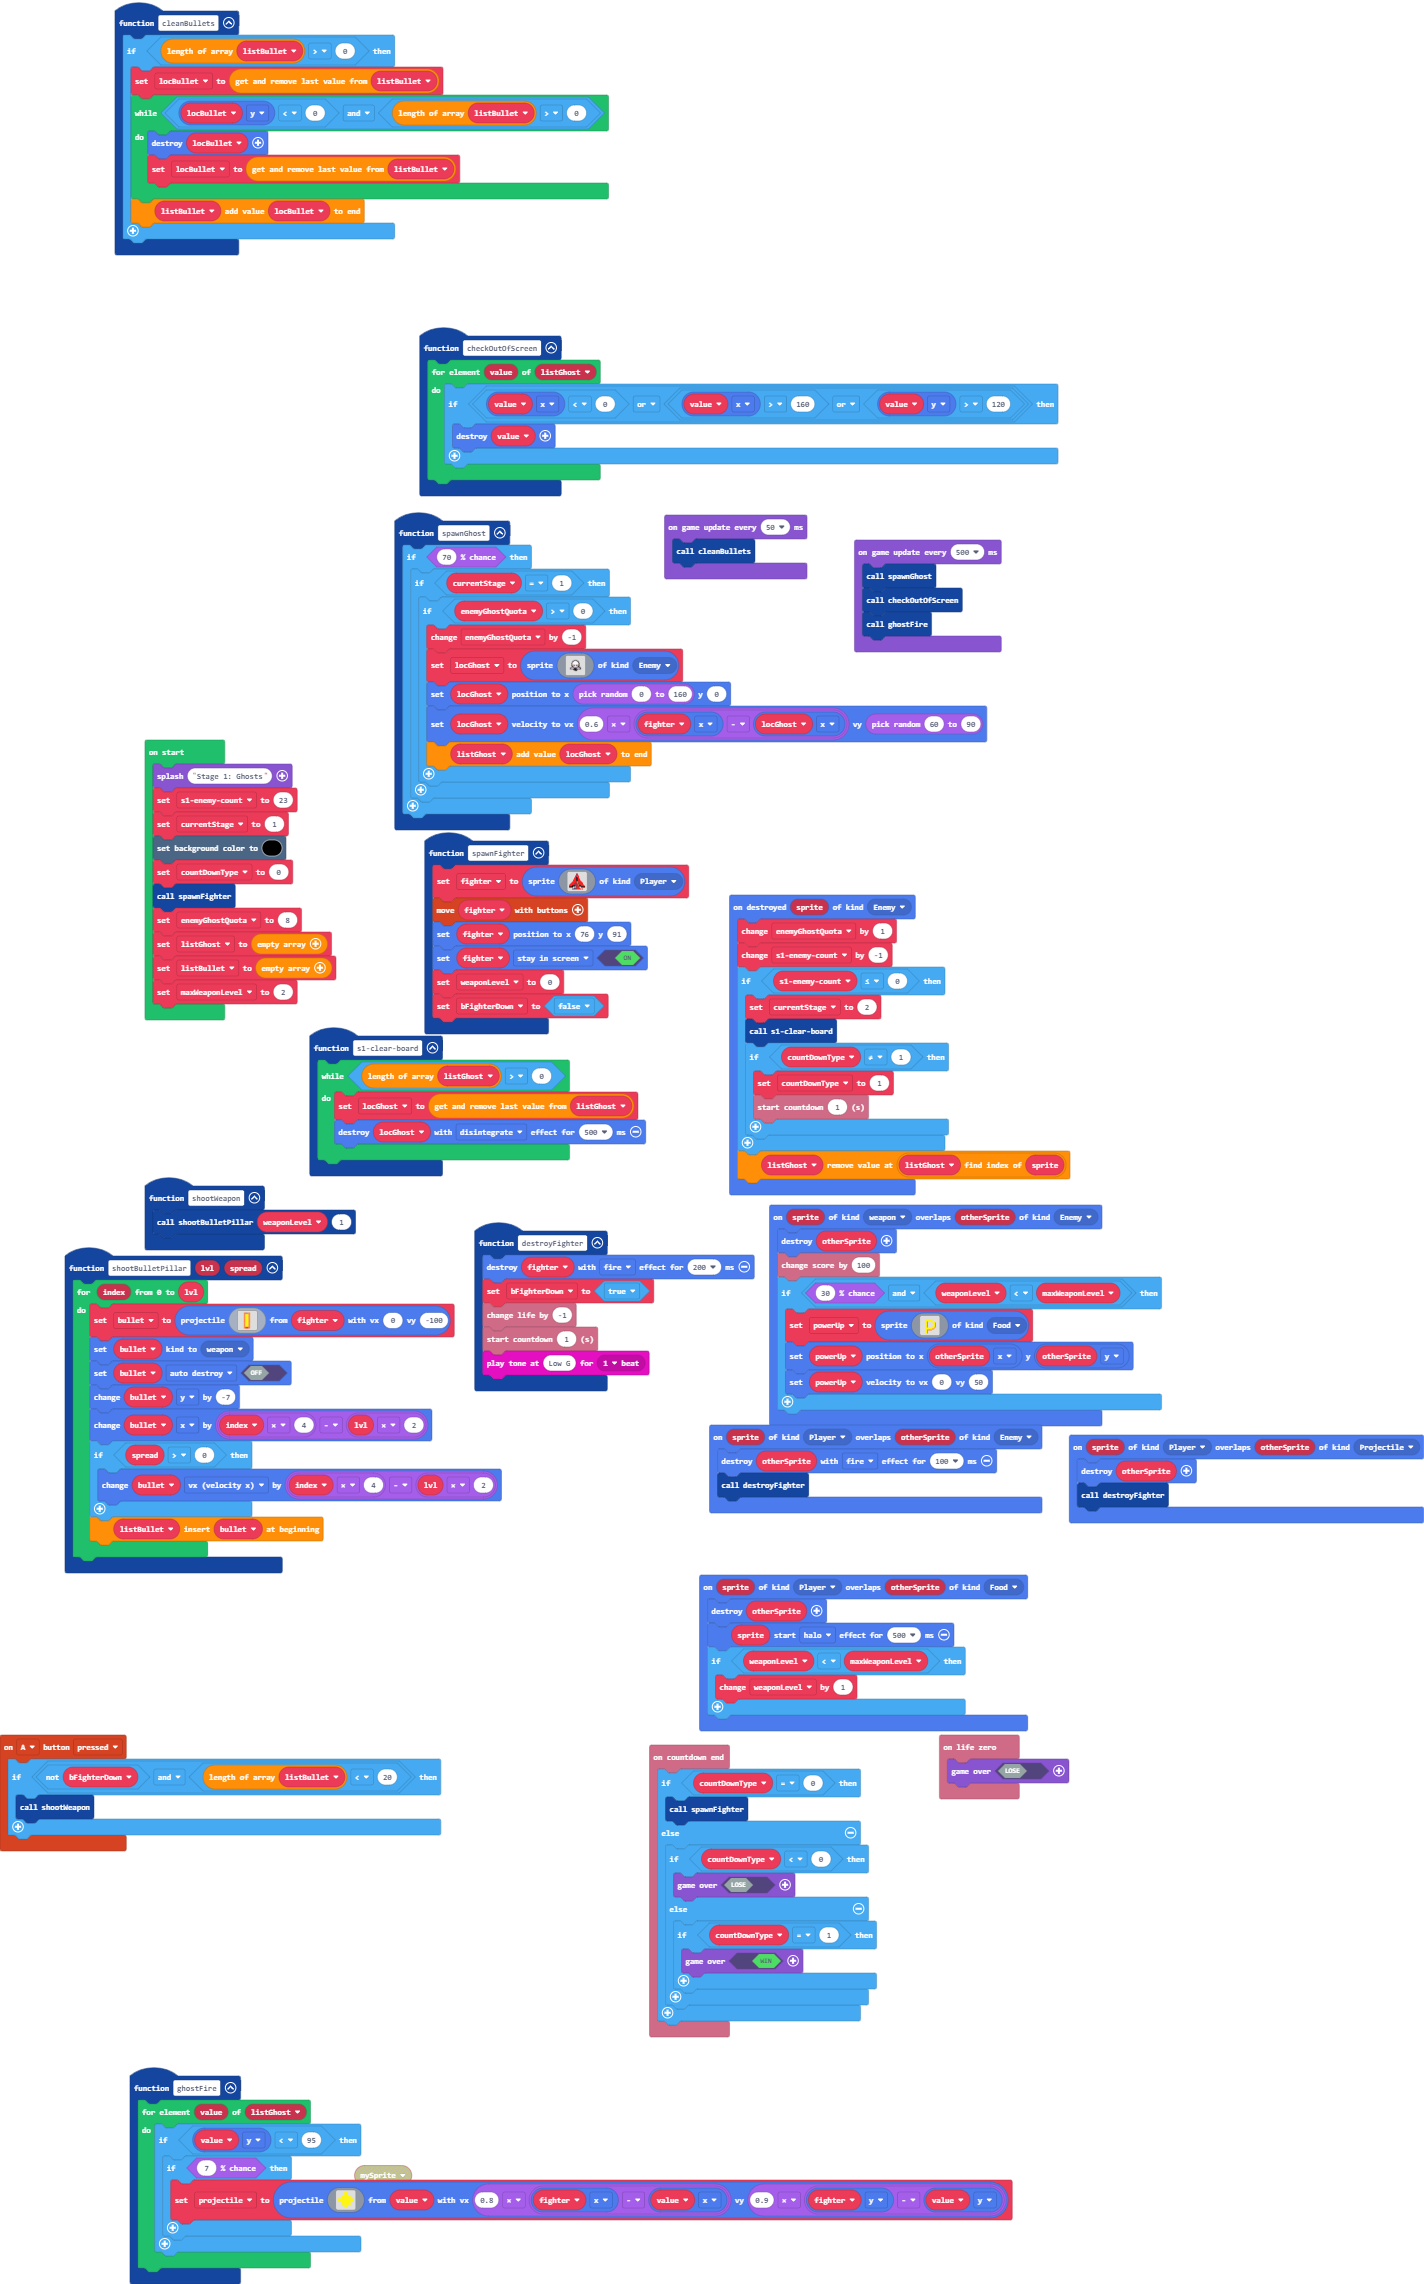 function cleanBullets
if length of array listBullet > 0 then
set locBullet to get and remove last value from listBullet
while locBullet y < 0 and length of array listBullet > 0
do
destroy locBullet
set locBullet to get and remove last value from listBullet
listBullet add value locBullet to end
function checkOutOfScreen
for element value of listGhost
do
if value x < 0 or value x > 160 or value y > 120 then
destroy value
function spawnGhost
if 70 % chance then
if currentStage = 1 then
if enemyGhostQuota > 0 then
change enemyGhostQuota by -1
set locGhost to sprite of kind Enemy
set locGhost position to x pick random 0 to 160 y 0
set locGhost velocity to vx 0.6 × fighter x - locGhost x vy pick random 60 to 90
listGhost add value locGhost to end
on game update every 50 ms
call cleanBullets
on game update every 500 ms
call spawnGhost
call checkOutOfScreen
call ghostFire
on start
splash "Stage 1: Ghosts"
set s1-enemy-count to 23
set currentStage to 1
set background color to
set countDownType to 0
call spawnFighter
set enemyGhostQuota to 8
set listGhost to empty array
set listBullet to empty array
set maxWeaponLevel to 2
function spawnFighter
set fighter to sprite of kind Player
move fighter with buttons
set fighter position to x 76 y 91
set fighter stay in screen ON
set weaponLevel to 0
set bFighterDown to false
on destroyed sprite of kind Enemy
change enemyGhostQuota by 1
change s1-enemy-count by -1
if s1-enemy-count ≤ 0 then
set currentStage to 2
call s1-clear-board
if countDownType ≠ 1 then
set countDownType to 1
start countdown 1 (s)
listGhost remove value at listGhost find index of sprite
function s1-clear-board
while length of array listGhost > 0
do
set locGhost to get and remove last value from listGhost
destroy locGhost with disintegrate effect for 500 ms
function shootWeapon
call shootBulletPillar weaponLevel 1
function shootBulletPillar lvl spread
for index from 0 to lvl
do
set bullet to projectile from fighter with vx 0 vy -100
set bullet kind to weapon
set bullet auto destroy OFF
change bullet y by -7
change bullet x by index × 4 - lvl × 2
if spread > 0 then
change bullet vx (velocity x) by index × 4 - lvl × 2
listBullet insert bullet at beginning
function destroyFighter
destroy fighter with fire effect for 200 ms
set bFighterDown to true
change life by -1
start countdown 1 (s)
play tone at Low G for 1 beat
on sprite of kind weapon overlaps otherSprite of kind Enemy
destroy otherSprite
change score by 100
if 30 % chance and weaponLevel < maxWeaponLevel then
set powerUp to sprite of kind Food
set powerUp position to x otherSprite x y otherSprite y
set powerUp velocity to vx 0 vy 50
on sprite of kind Player overlaps otherSprite of kind Enemy
destroy otherSprite with fire effect for 100 ms
call destroyFighter
on sprite of kind Player overlaps otherSprite of kind Projectile
destroy otherSprite
call destroyFighter
on sprite of kind Player overlaps otherSprite of kind Food
destroy otherSprite
sprite start halo effect for 500 ms
if weaponLevel < maxWeaponLevel then
change weaponLevel by 1
on A button pressed
if not bFighterDown and length of array listBullet < 20 then
call shootWeapon
on countdown end
if countDownType = 0 then
call spawnFighter
else
if countDownType < 0 then
game over LOSE
else
if countDownType = 1 then
game over WIN
on life zero
game over LOSE
function ghostFire
for element value of listGhost
do
if value y < 95 then
if 7 % chance then
mySprite
set projectile to projectile from value with vx 0.8 × fighter x - value x vy 0.9 × fighter y - value y